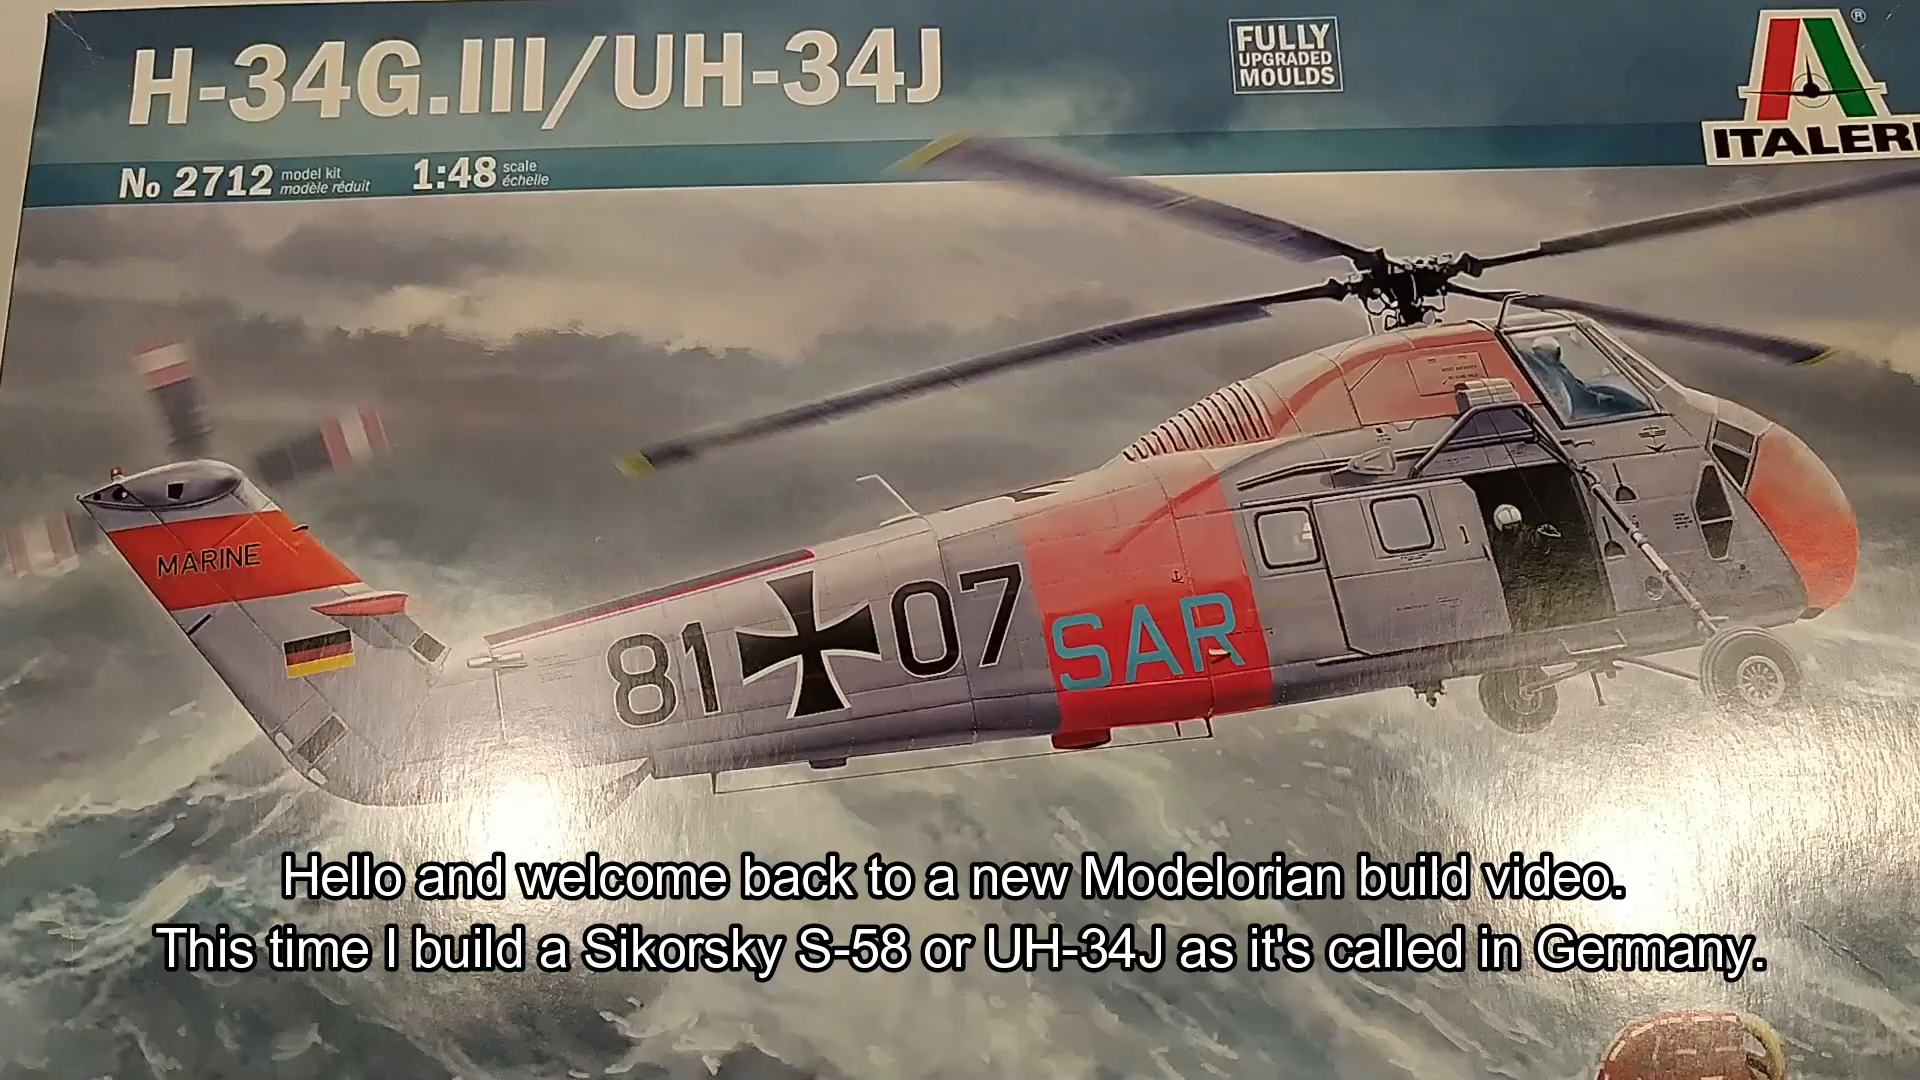 H-34G.III/UH-34J
FULLY
UPGRADED
MOULDS
ITALERI
®
No 2712 model kit
modèle réduit
1:48 scale
échelle
MARINE
81 07
SAR
Hello and welcome back to a new Modelorian build video.
This time I build a Sikorsky S-58 or UH-34J as it's called in Germany.